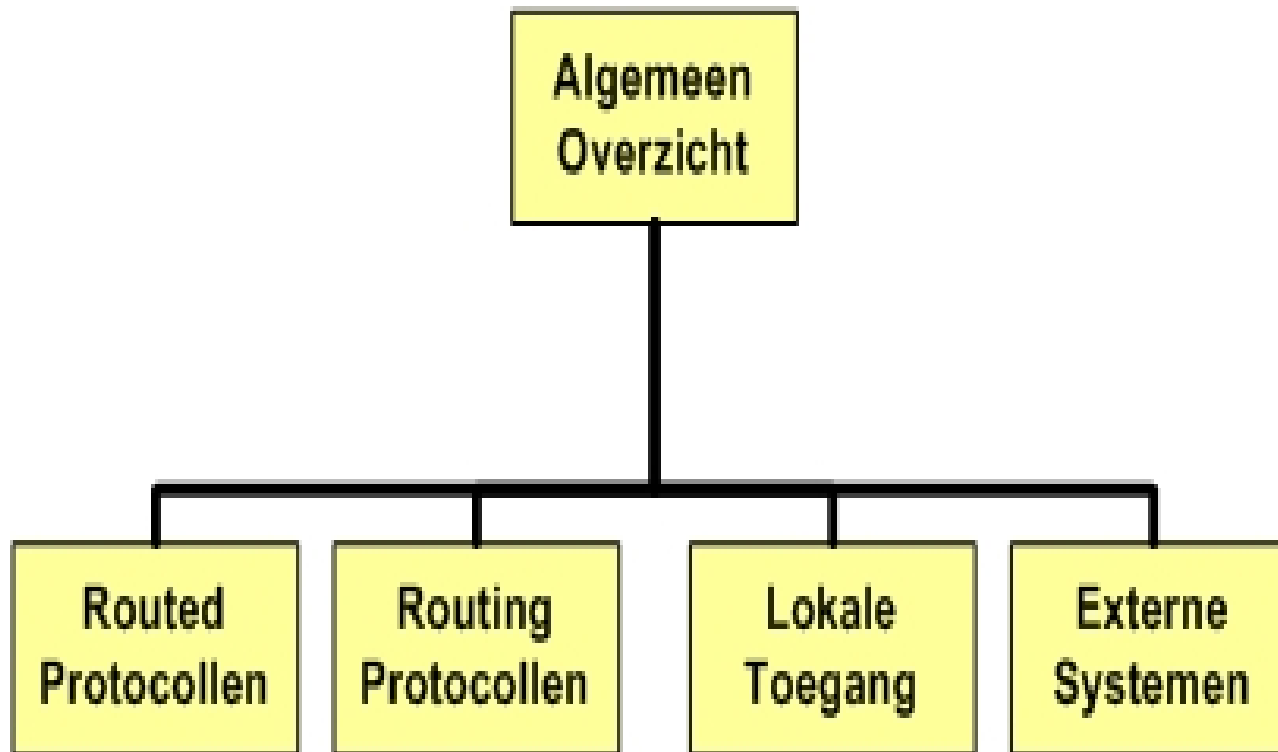 Algemeen
Overzicht
Routed
Protocollen
Routing
Protocollen
Lokale
Toegang
Externe
Systemen